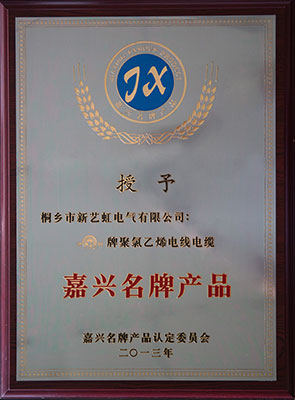 JX
授予
桐乡市新艺虹电气有限公司：
牌聚氯乙烯电线电缆
嘉兴名牌产品
嘉兴名牌产品认定委员会
二〇一三年